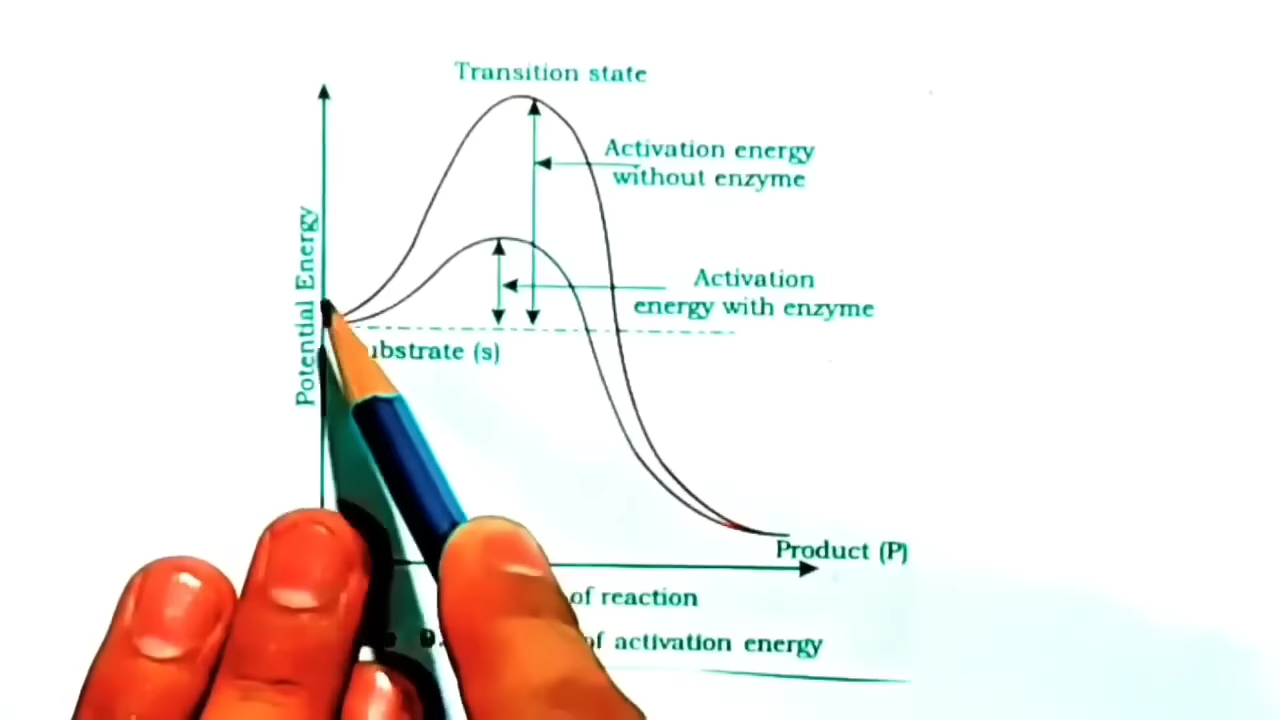 Transition state
Activation energy
without enzyme
Potential Energy
Activation
energy with enzyme
ubstrate (s)
Product (P)
of reaction
of activation energy